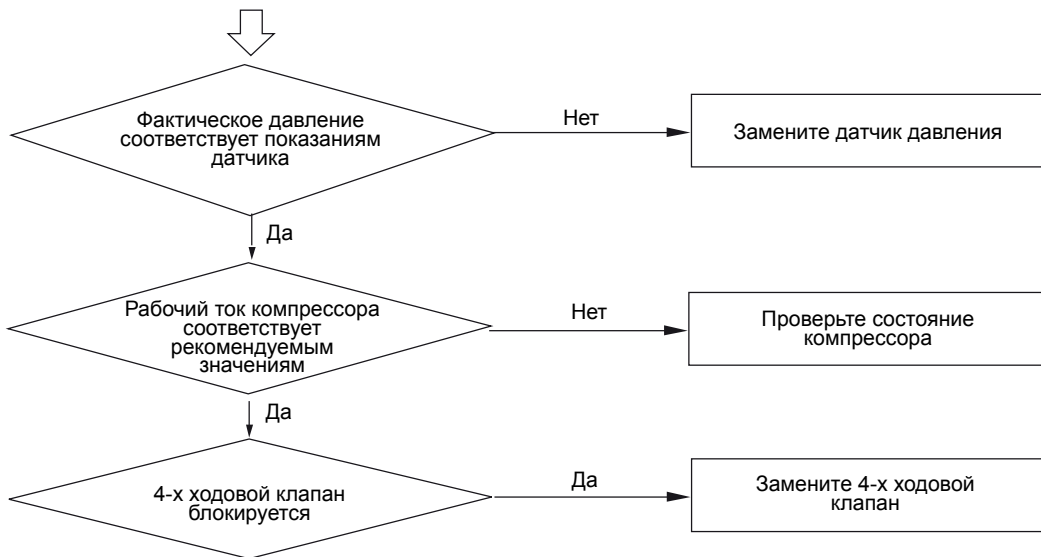 Фактическое давление
соответствует показаниям
датчика
Нет
Замените датчик давления
Да
Рабочий ток компрессора
соответствует
рекомендуемым
значениям
Нет
Проверьте состояние
компрессора
Да
4-х ходовой клапан
блокируется
Да
Замените 4-х ходовой
клапан